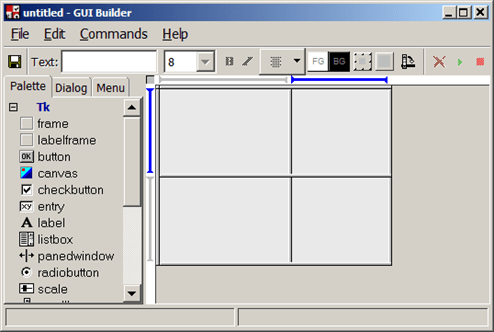 untitled - GUI Builder
File Edit Commands Help
Text: 8 B I FG BG
Palette Dialog Menu
Tk
frame
labelframe
OK button
canvas
checkbutton
xy entry
A label
listbox
panedwindow
radiobutton
scale